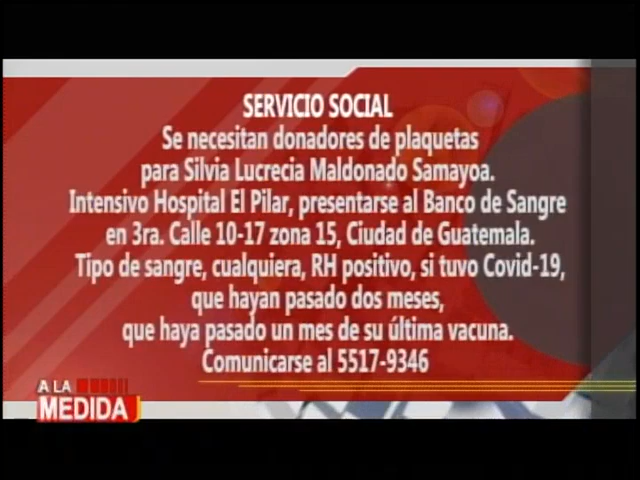 SERVICIO SOCIAL
Se necesitan donadores de plaquetas
para Silvia Lucrecia Maldonado Samayoa.
Intensivo Hospital El Pilar, presentarse al Banco de Sangre
en 3ra. Calle 10-17 zona 15, Ciudad de Guatemala.
Tipo de sangre, cualquiera, RH positivo, si tuvo Covid-19,
que hayan pasado dos meses,
que haya pasado un mes de su última vacuna.
Comunicarse al 5517-9346
A LA
MEDIDA